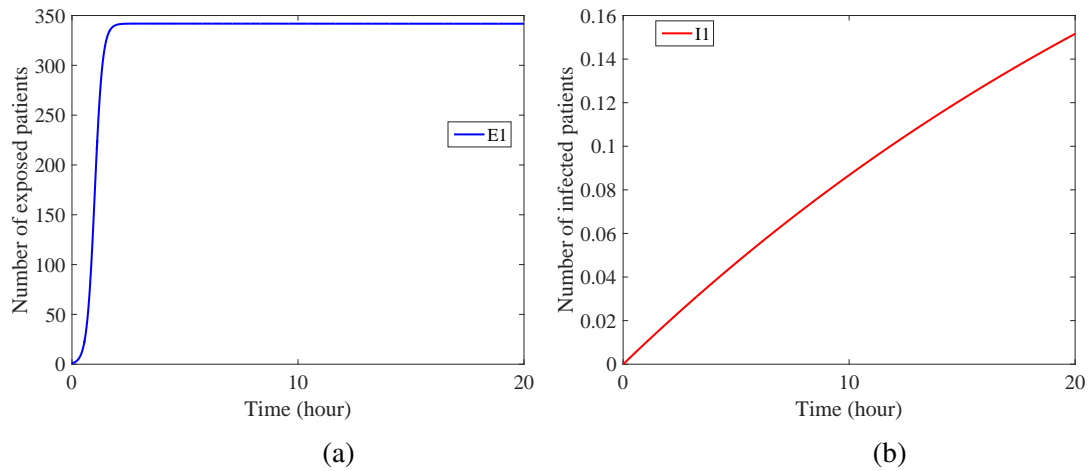 350
300
250
200
150
100
50
0
Number of exposed patients
E1
0
10
20
Time (hour)
(a)
0.16
0.14
0.12
0.1
0.08
0.06
0.04
0.02
0
Number of infected patients
I1
0
10
20
Time (hour)
(b)